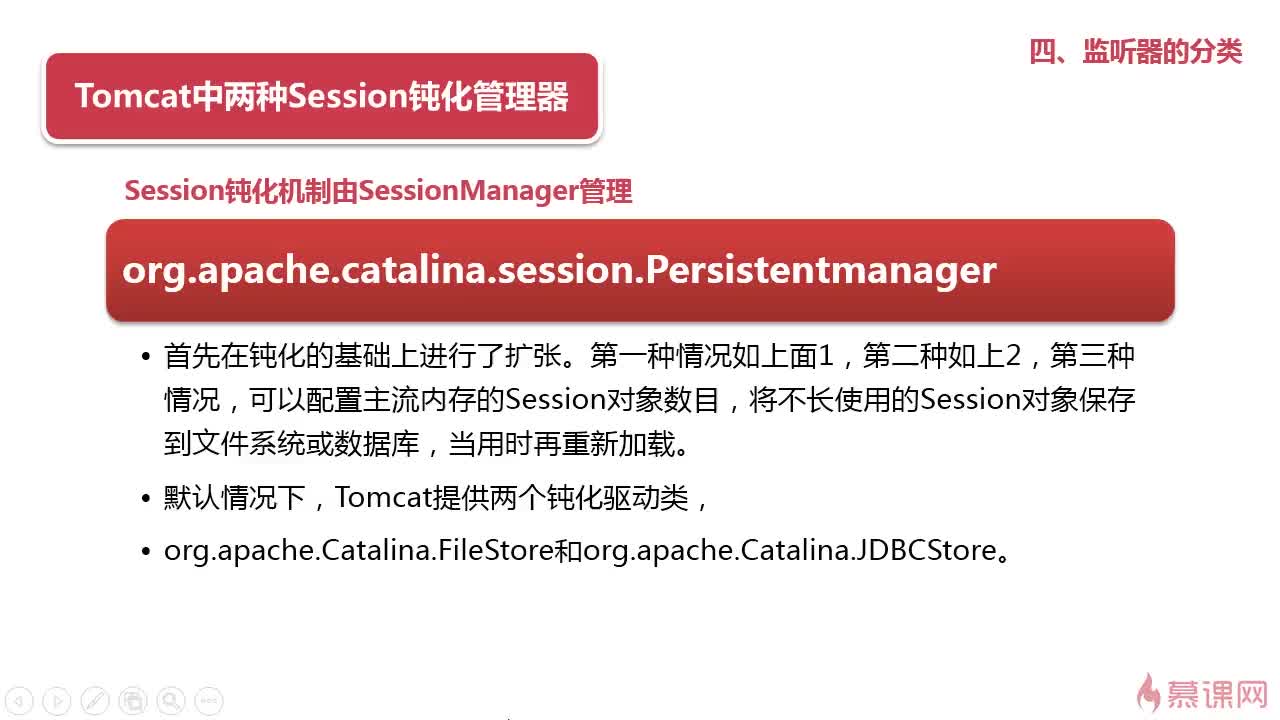 四、监听器的分类
Tomcat中两种Session钝化管理器
Session钝化机制由SessionManager管理
org.apache.catalina.session.Persistentmanager
• 首先在钝化的基础上进行了扩张。第一种情况如上面1，第二种如上2，第三种
情况，可以配置主流内存的Session对象数目，将不长使用的Session对象保存
到文件系统或数据库，当用时再重新加载。
• 默认情况下，Tomcat提供两个钝化驱动类，
• org.apache.Catalina.FileStore和org.apache.Catalina.JDBCStore。
慕课网